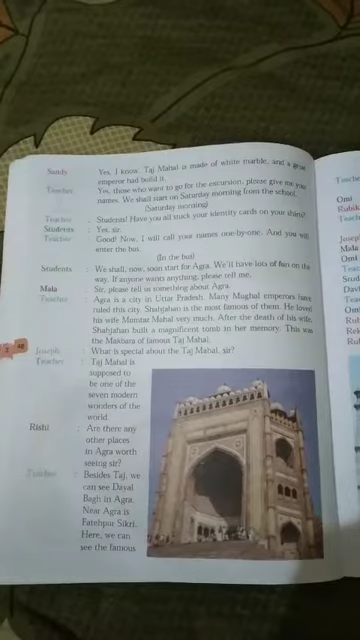 Sandy : Yes, I know. Taj Mahal is made of white marble, and a great
emperor had build it.
Teacher : Yes, those who want to go for the excursion, please give me your
names. We shall start on Saturday morning from the school.
(Saturday morning)
Teacher : Students! Have you all stuck your identity cards on your shirt?
Students : Yes, sir.
Teacher : Good! Now, I will call your names one-by-one. And you will
enter the bus.
(In the bus)
Students : We shall, now, soon start for Agra. We'll have lots of fun on the
way. If anyone wants anything, please tell me.
Mala : Sir, please tell us something about Agra.
Teacher : Agra is a city in Uttar Pradesh. Many Mughal emperors have
ruled this city. Shahjahan is the most famous of them. He loved
his wife Mumtaz Mahal very much. After the death of his wife,
Shahjahan built a magnificent tomb in her memory. This was
the Makbara of famous Taj Mahal.
Joseph : What is special about the Taj Mahal, sir?
Teacher : Taj Mahal is
supposed to
be one of the
seven modern
wonders of the
world.
Rishi : Are there any
other places
in Agra worth
seeing sir?
Teacher : Besides Taj, we
can see Dayal
Bagh in Agra.
Near Agra is
Fatehpur Sikri.
Here, we can
see the famous
Omi
Mala
Omi